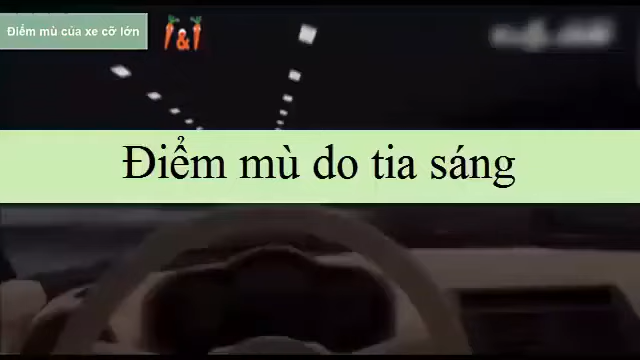 Điểm mù của xe cỡ lớn
&
Điểm mù do tia sáng